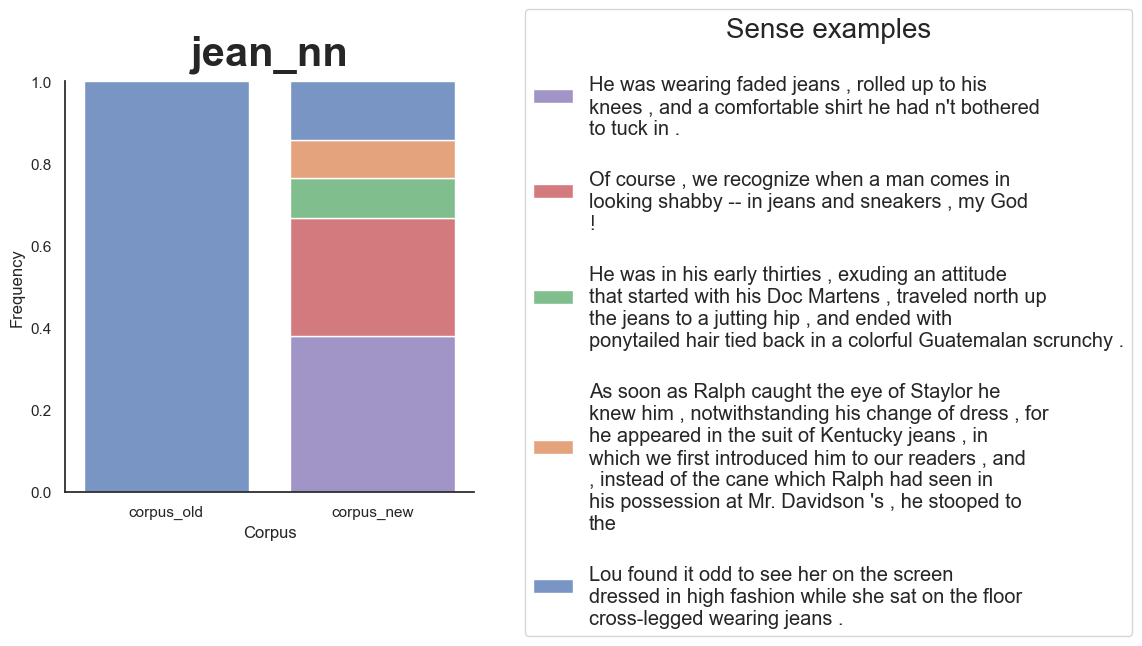 jean_nn
1.0
0.8
0.6
0.4
0.2
0.0
Frequency
corpus_old
corpus_new
Corpus
Sense examples
He was wearing faded jeans , rolled up to his
knees , and a comfortable shirt he had n't bothered
to tuck in .
Of course , we recognize when a man comes in
looking shabby -- in jeans and sneakers , my God
!
He was in his early thirties , exuding an attitude
that started with his Doc Martens , traveled north up
the jeans to a jutting hip , and ended with
ponytailed hair tied back in a colorful Guatemalan scrunchy .
As soon as Ralph caught the eye of Staylor he
knew him , notwithstanding his change of dress , for
he appeared in the suit of Kentucky jeans , in
which we first introduced him to our readers , and
, instead of the cane which Ralph had seen in
his possession at Mr. Davidson 's , he stooped to
the
Lou found it odd to see her on the screen
dressed in high fashion while she sat on the floor
cross-legged wearing jeans .